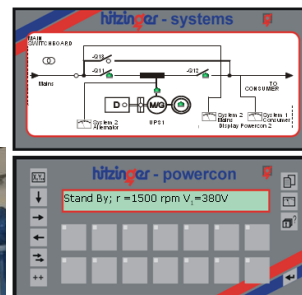 hitzinger - systems
MAIN
SWITCHBOARD
-Q13
-Q11
-Q12
Mains
TO
CONSUMER
D
M/G
System 2
Alternator
UPS1
System 2
Mains
System 1
Consumer
Display Powercon 2
hitzinger - powercon
Stand By; r =1500 rpm V₁=380V
++